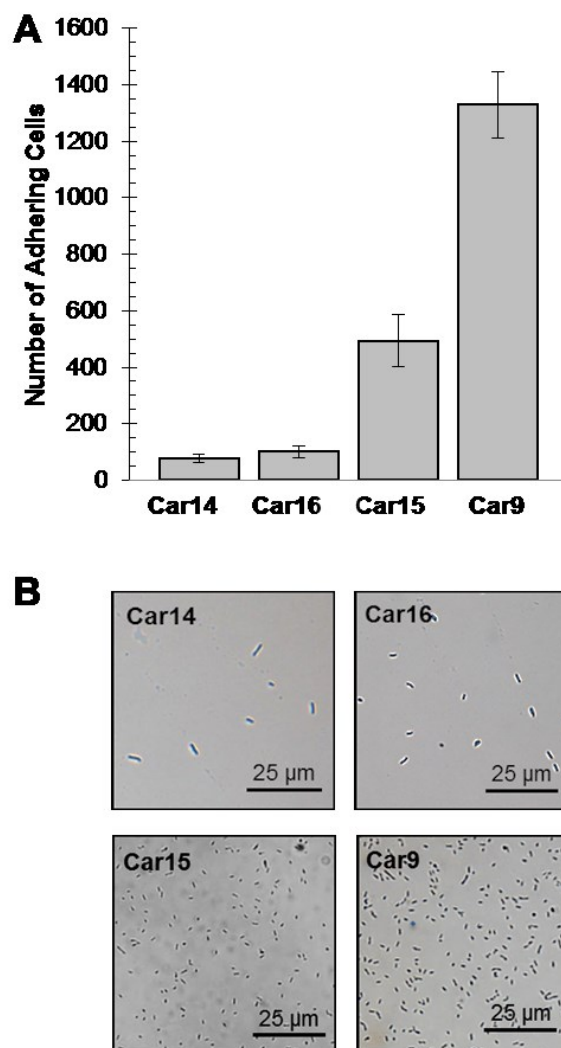 A
Number of Adhering Cells
1600
1400
1200
1000
800
600
400
200
0
Car14 Car16 Car15 Car9
B
Car14 Car16
25 µm 25 µm
Car15 Car9
25 µm 25 µm